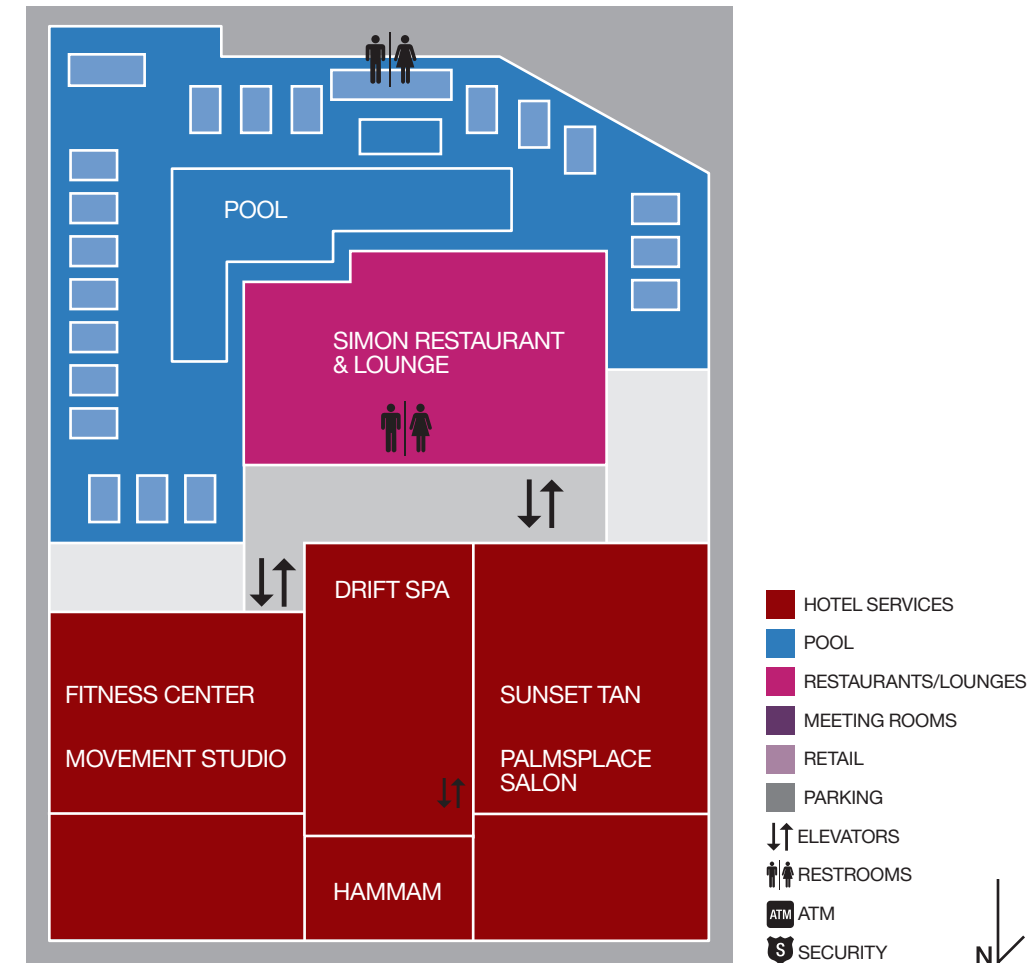 POOL
SIMON RESTAURANT
& LOUNGE
DRIFT SPA
FITNESS CENTER
MOVEMENT STUDIO
SUNSET TAN
PALMSPLACE
SALON
HAMMAM
HOTEL SERVICES
POOL
RESTAURANTS/LOUNGES
MEETING ROOMS
RETAIL
PARKING
ELEVATORS
RESTROOMS
ATM ATM
S SECURITY
N